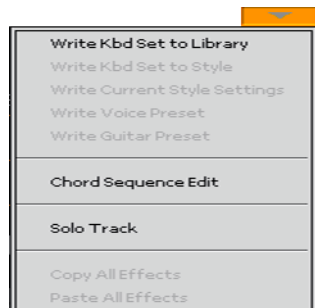 Write Kbd Set to Library
Write Kbd Set to Style
Write Current Style Settings
Write Voice Preset
Write Guitar Preset
Chord Sequence Edit
Solo Track
Copy All Effects
Paste All Effects